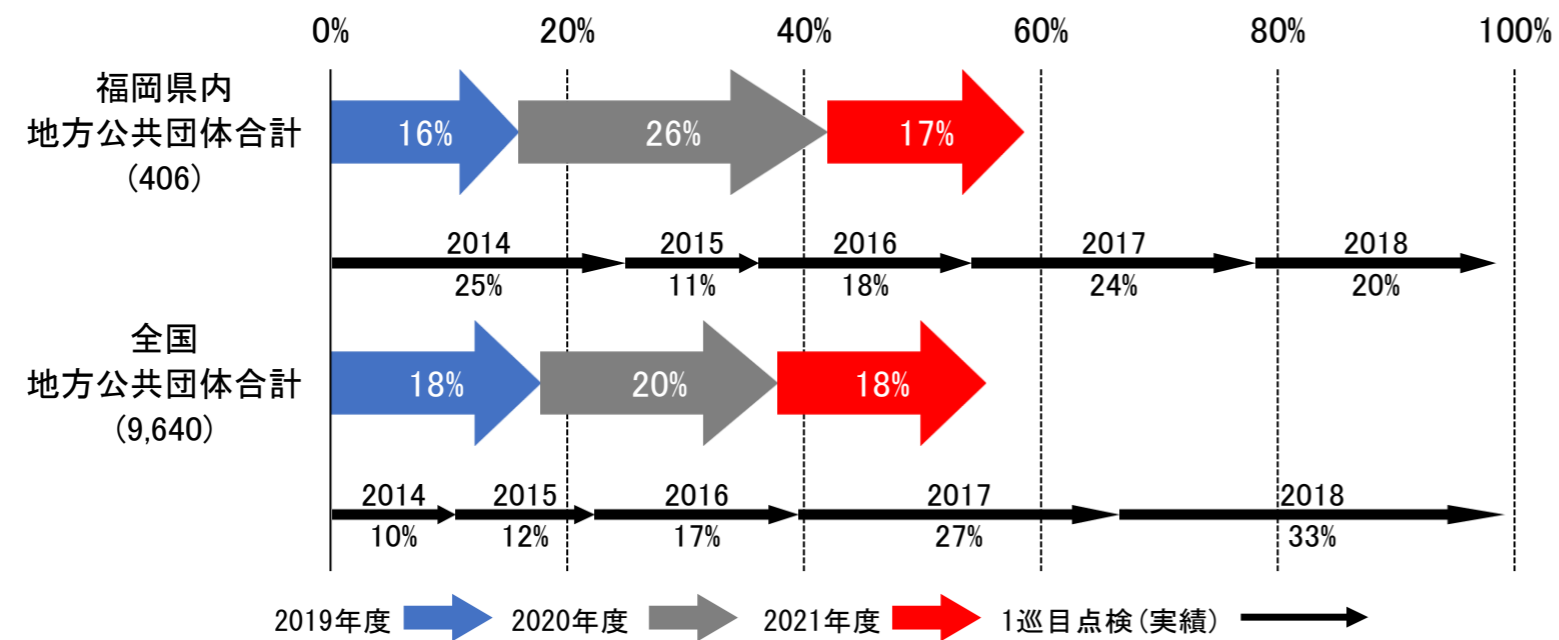 0% 20% 40% 60% 80% 100%
福岡県内
地方公共団体合計
(406)
16% 26% 17%
2014 2015 2016 2017 2018
25% 11% 18% 24% 20%
全国
地方公共団体合計
(9,640)
18% 20% 18%
2014 2015 2016 2017 2018
10% 12% 17% 27% 33%
2019年度 2020年度 2021年度 1巡目点検(実績)